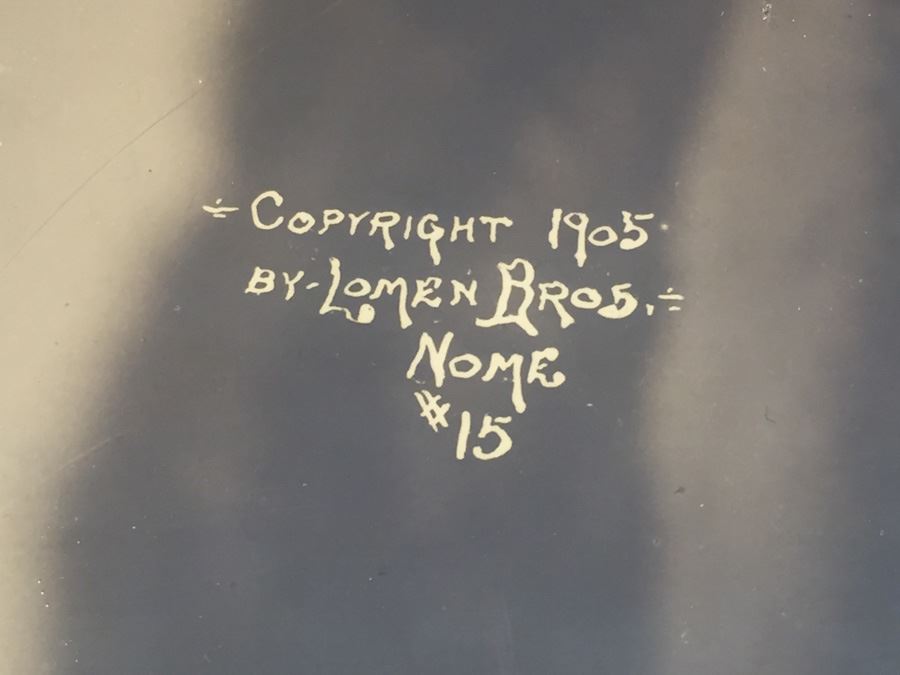 ÷ COPYRIGHT 1905
BY-LOMEN BROS. ÷
NOME
#15